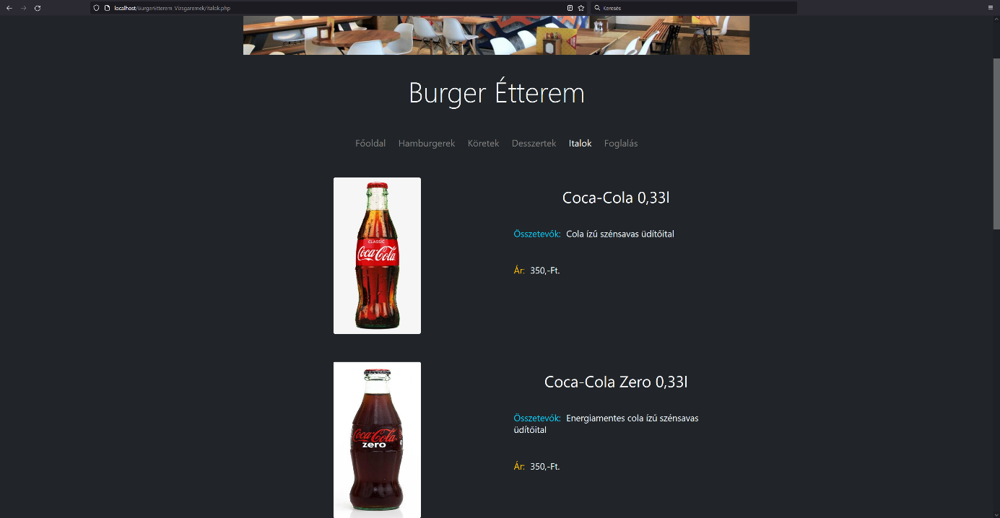 localhost/BurgerEtterem_Vizsgaremek/italok.php
Keresés
Burger Étterem
Főoldal Hamburgerek Köretek Desszertek Italok Foglalás
CLASSIC
Coca-Cola
Coca-Cola 0,33l
Összetevők: Cola ízű szénsavas üdítőital
Ár: 350,-Ft.
Coca-Cola
zero
Coca-Cola Zero 0,33l
Összetevők: Energiamentes cola ízű szénsavas
üdítőital
Ár: 350,-Ft.